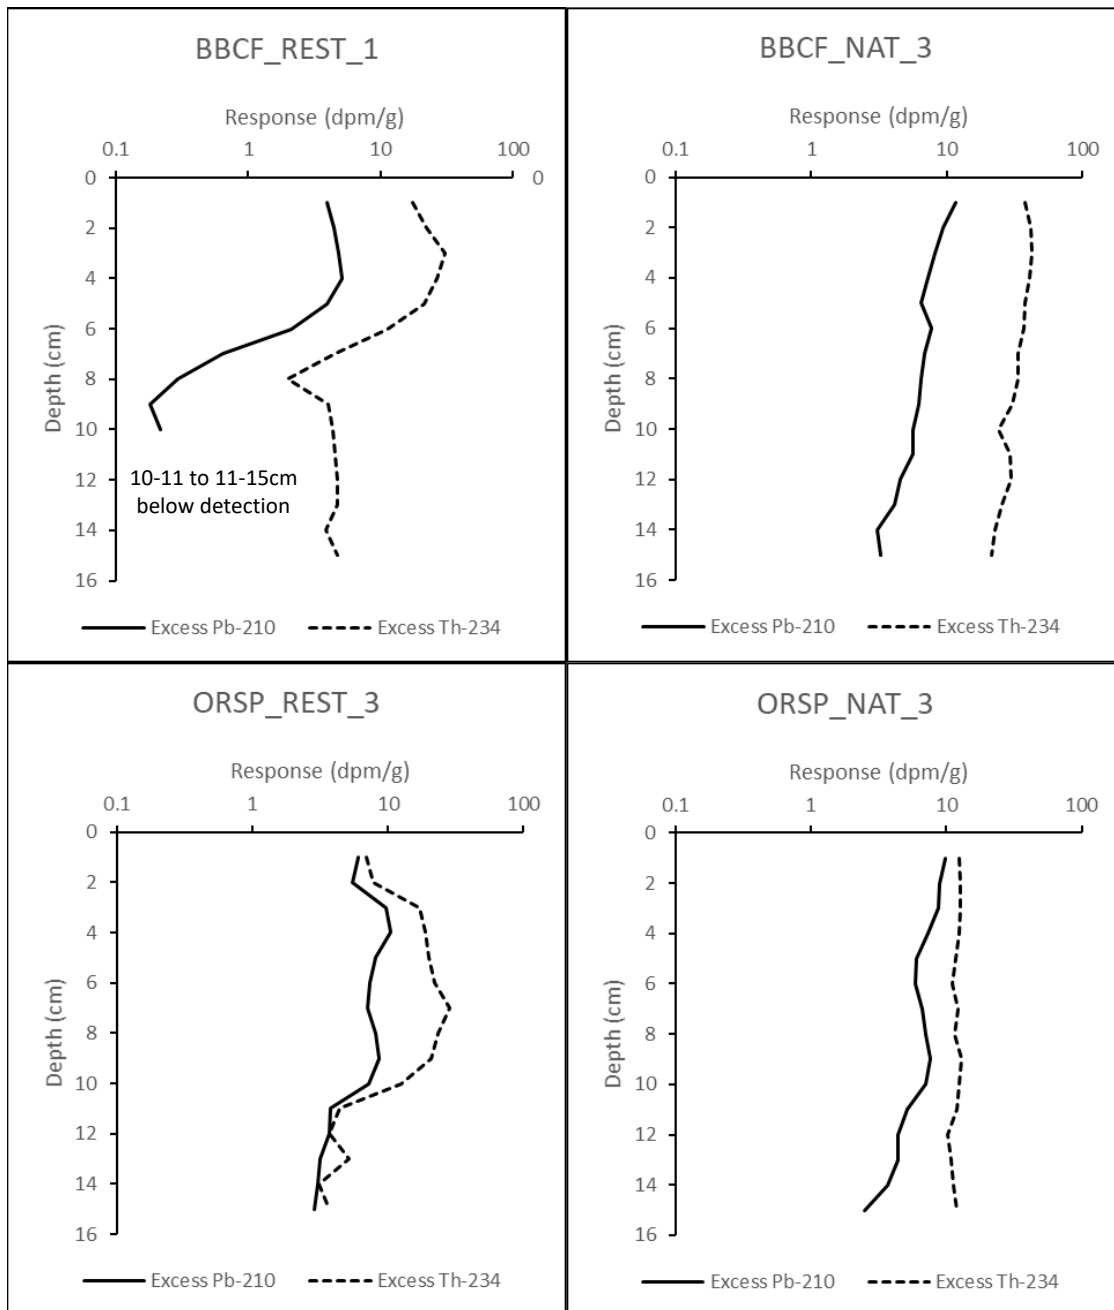 BBCF_REST_1
Response (dpm/g)
0.1 1 10 100
0 0
2
4
6
8
10
12
14
16
Depth (cm)
10-11 to 11-15cm
below detection
Excess Pb-210 Excess Th-234
BBCF_NAT_3
Response (dpm/g)
0.1 1 10 100
0
2
4
6
8
10
12
14
16
Depth (cm)
Excess Pb-210 Excess Th-234
ORSP_REST_3
Response (dpm/g)
0.1 1 10 100
0
2
4
6
8
10
12
14
16
Depth (cm)
Excess Pb-210 Excess Th-234
ORSP_NAT_3
Response (dpm/g)
0.1 1 10 100
0
2
4
6
8
10
12
14
16
Depth (cm)
Excess Pb-210 Excess Th-234